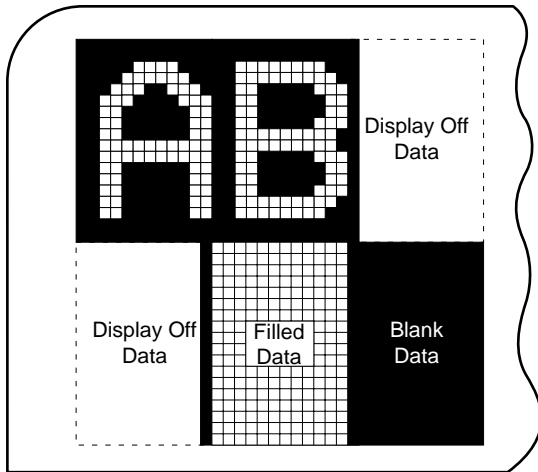 AB
Display Off
Data
Display Off
Data
Filled
Data
Blank
Data